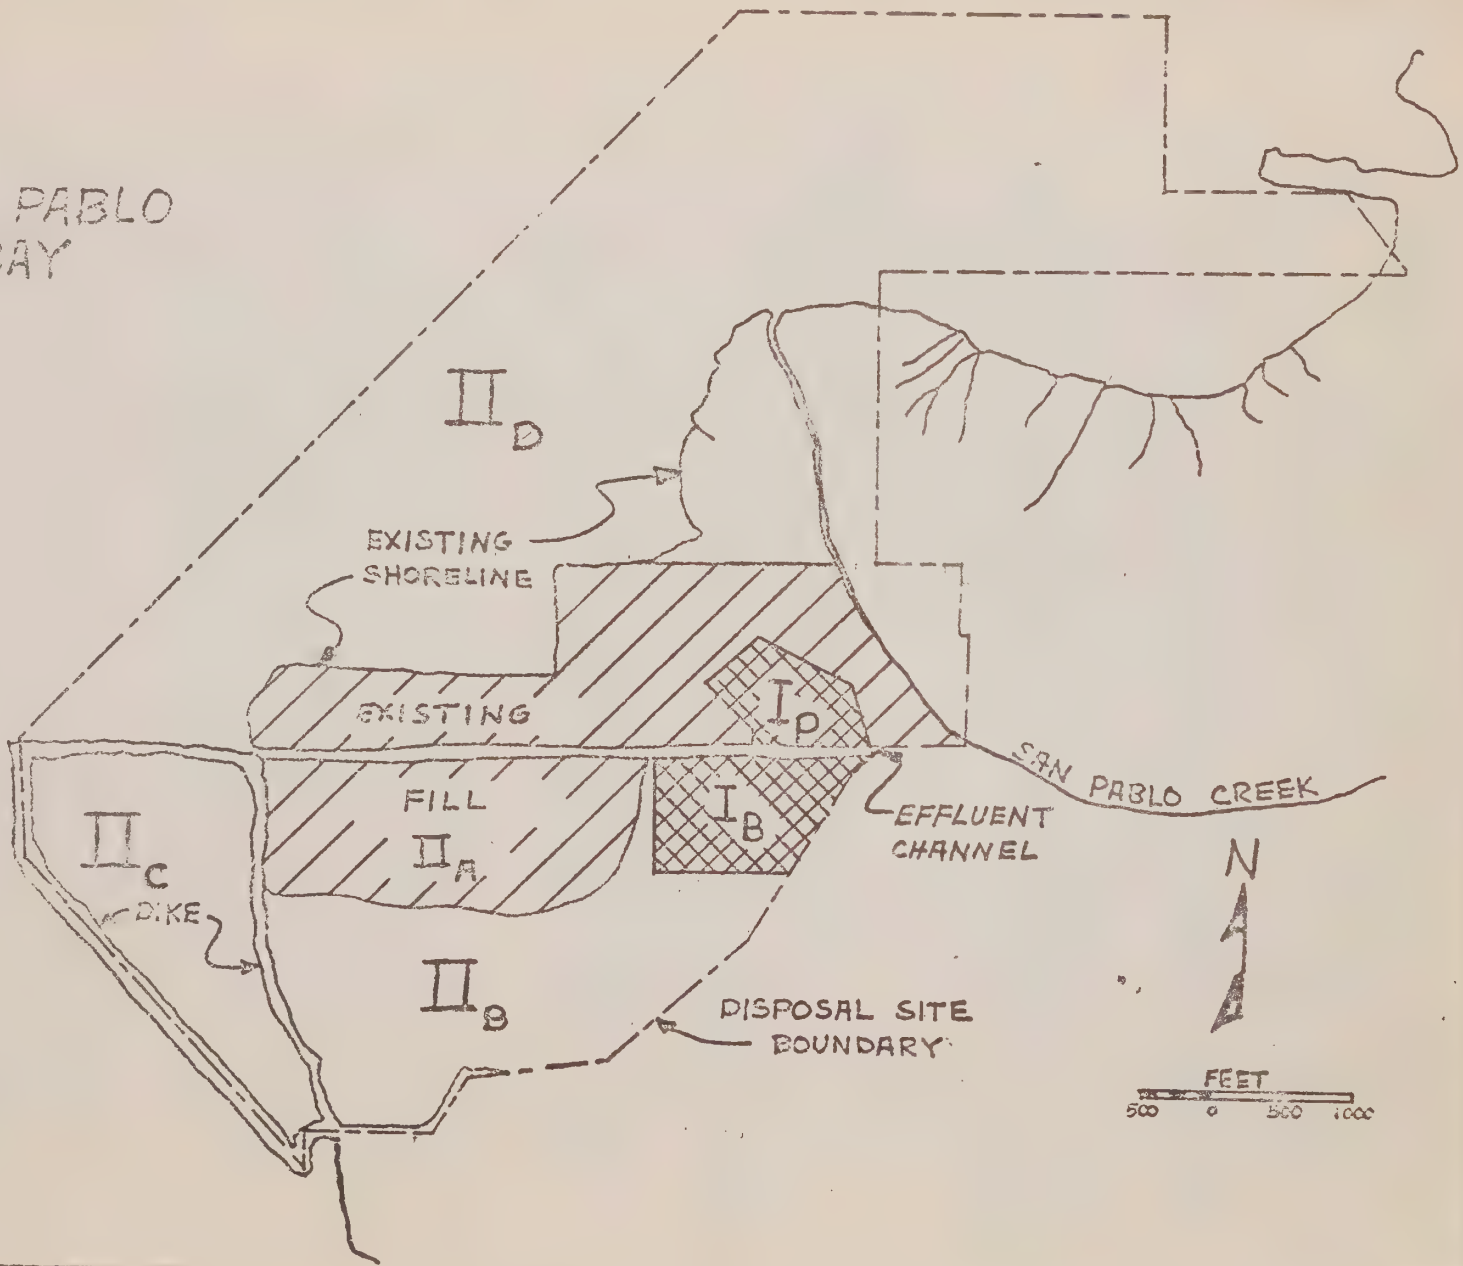 PABLO
BAY
II D
EXISTING
SHORELINE
EXISTING
I P
SAN PABLO CREEK
FILL
II A
I B
EFFLUENT
CHANNEL
II C
DIKE
N
II B
DISPOSAL SITE
BOUNDARY
FEET
500 0 500 1000